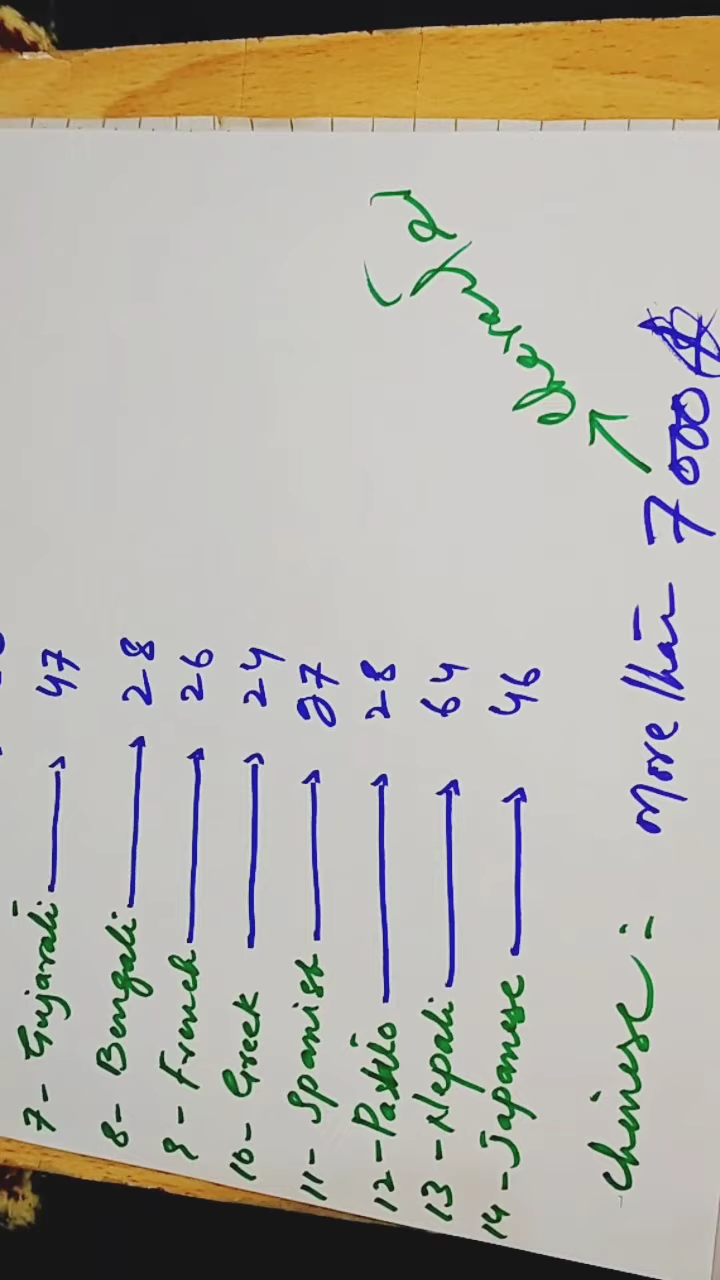 7- Gujarati → 47
8- Bengali → 28
9- French → 26
10- Greek → 24
11- Spanish → 27
12- Pashto → 28
13- Nepali → 64
14- Japanese → 46
Chinese:- More than 7000